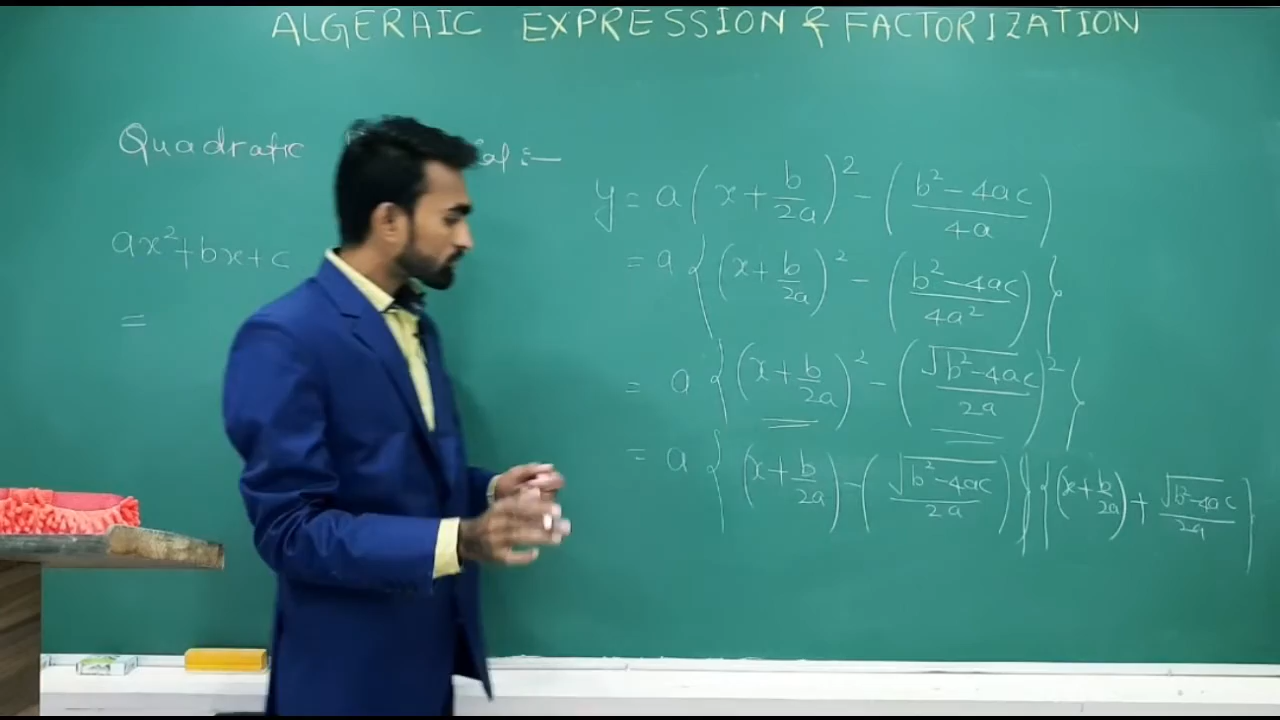 ALGERAIC EXPRESSION & FACTORIZATION
Quadratic
ax²+bx+c
=
y = a(x + b/2a)² - ((b² - 4ac)/4a)
= a{(x + b/2a)² - ((b² - 4ac)/4a²)}
= a{(x + b/2a)² - (√(b² - 4ac)/2a)²}
= a{(x + b/2a) - (√(b² - 4ac)/2a)}{(x + b/2a) + √(b² - 4ac)/2a}